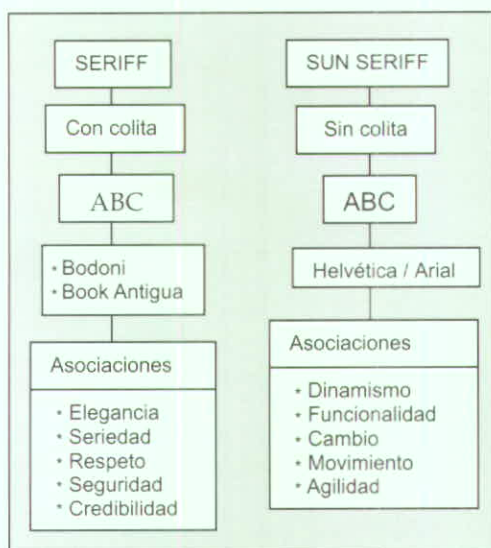 SERIFF
Con colita
ABC
* Bodoni
* Book Antigua
Asociaciones
* Elegancia
* Seriedad
* Respeto
* Seguridad
* Credibilidad
SUN SERIFF
Sin colita
ABC
Helvética / Arial
Asociaciones
* Dinamismo
* Funcionalidad
* Cambio
* Movimiento
* Agilidad